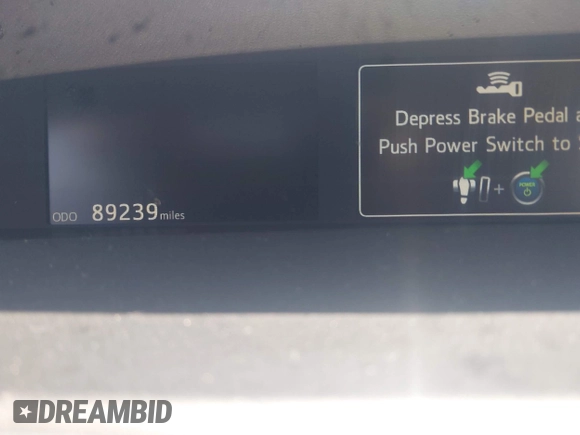 Depress Brake Pedal a
Push Power Switch to
POWER
ODO 89239 miles
DREAMBID